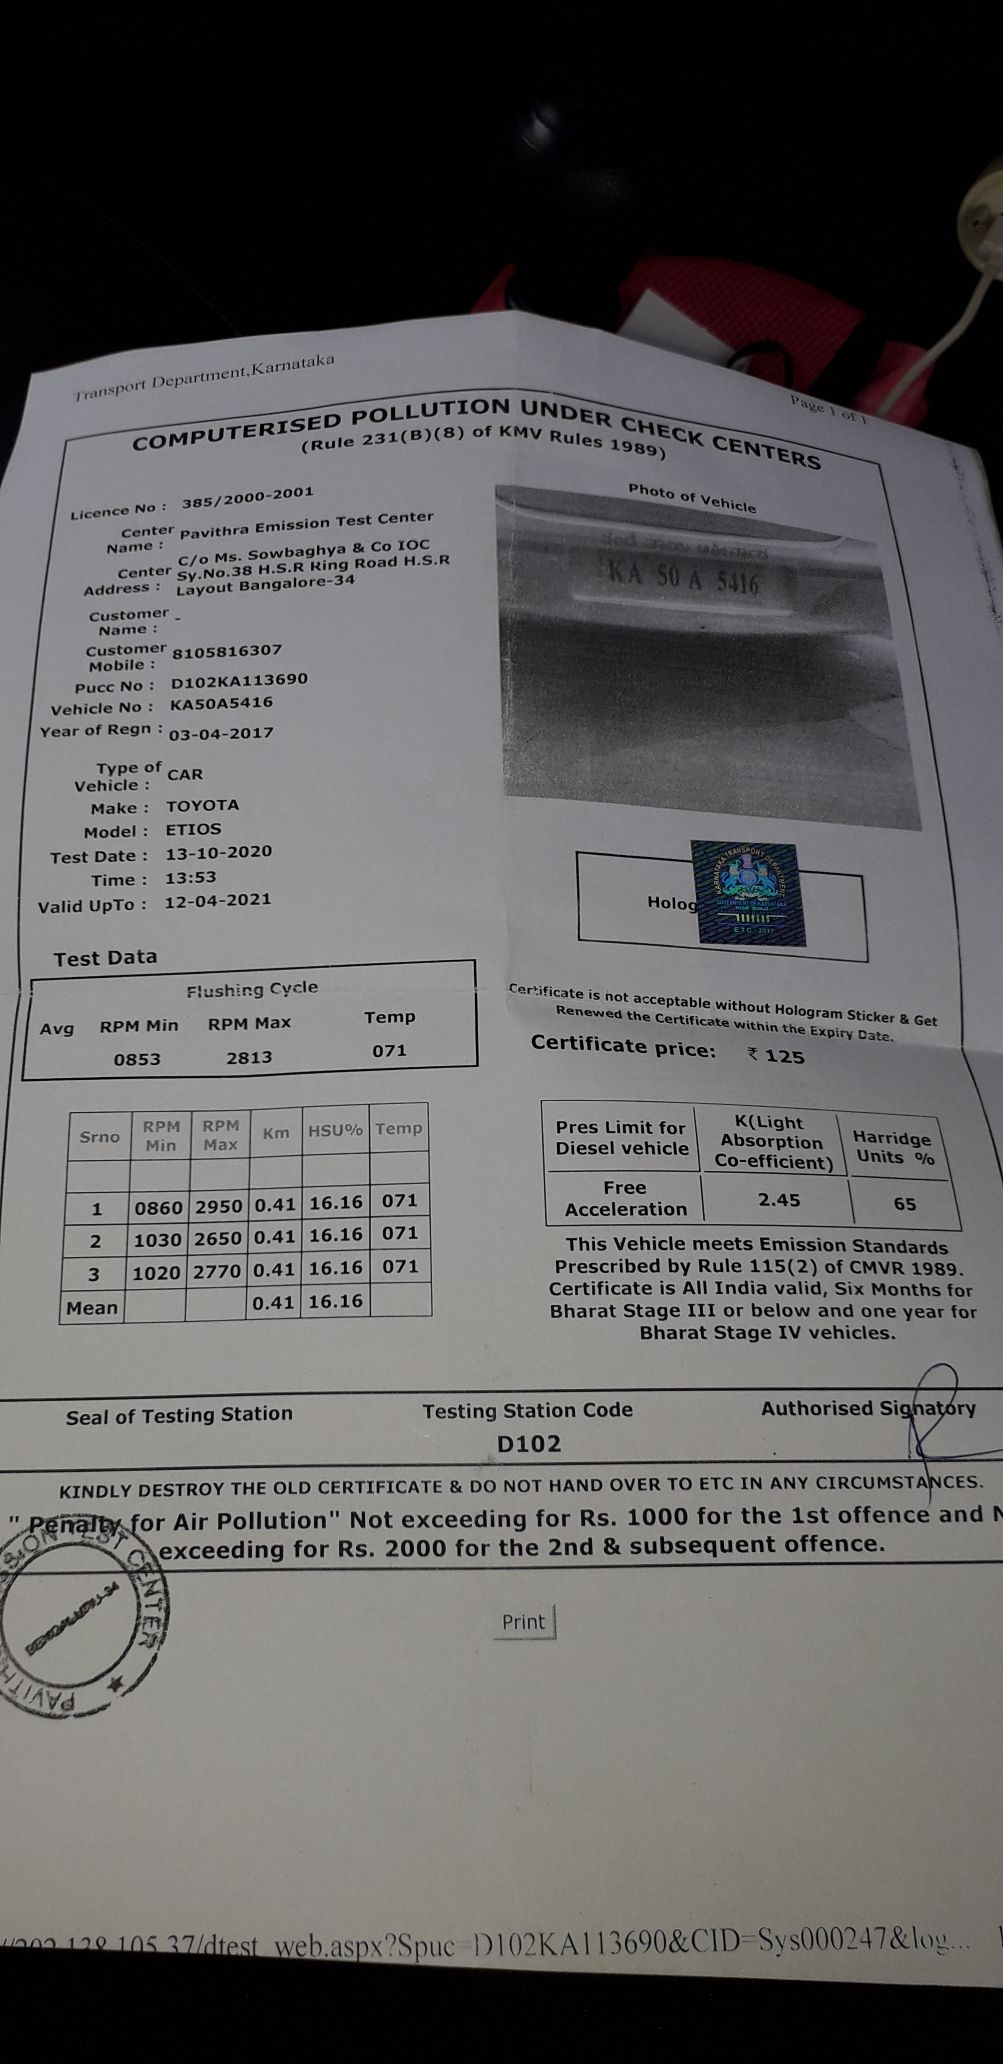 Transport Department,Karnataka
Page 1 of 1
COMPUTERISED POLLUTION UNDER CHECK CENTERS
(Rule 231(B)(8) of KMV Rules 1989)
Licence No : 385/2000-2001
Center Name : Pavithra Emission Test Center
Center Address : C/o Ms. Sowbaghya & Co IOC
Sy.No.38 H.S.R Ring Road H.S.R
Layout Bangalore-34
Customer Name : -
Customer Mobile : 8105816307
Pucc No : D102KA113690
Vehicle No : KA50A5416
Year of Regn : 03-04-2017
Type of Vehicle : CAR
Make : TOYOTA
Model : ETIOS
Test Date : 13-10-2020
Time : 13:53
Valid UpTo : 12-04-2021
Photo of Vehicle
KA 50 A 5416
Holog
KARNATAKA TRANSPORT DEPARTMENT
GOVERNMENT OF KARNATAKA
E.T.C. 2017
Certificate is not acceptable without Hologram Sticker & Get
Renewed the Certificate within the Expiry Date.
Certificate price: ₹ 125
Test Data
Flushing Cycle
Avg RPM Min RPM Max Temp
0853 2813 071
Srno RPM Min RPM Max Km HSU% Temp
1 0860 2950 0.41 16.16 071
2 1030 2650 0.41 16.16 071
3 1020 2770 0.41 16.16 071
Mean 0.41 16.16
Pres Limit for Diesel vehicle K(Light Absorption Co-efficient) Harridge Units %
Free Acceleration 2.45 65
This Vehicle meets Emission Standards
Prescribed by Rule 115(2) of CMVR 1989.
Certificate is All India valid, Six Months for
Bharat Stage III or below and one year for
Bharat Stage IV vehicles.
Seal of Testing Station Testing Station Code Authorised Signatory
D102
KINDLY DESTROY THE OLD CERTIFICATE & DO NOT HAND OVER TO ETC IN ANY CIRCUMSTANCES.
" Penalty for Air Pollution" Not exceeding for Rs. 1000 for the 1st offence and N
exceeding for Rs. 2000 for the 2nd & subsequent offence.
SSION TEST CENTER
PAVITH
Print
202.138.105.37/dtest_web.aspx?Spuc=D102KA113690&CID=Sys000247&log...